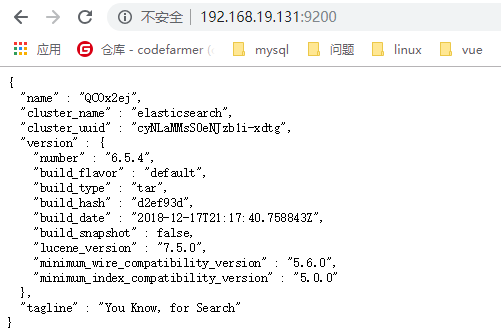 不安全 | 192.168.19.131:9200
应用 仓库 - codefarmer ( mysql 问题 linux vue
{
  "name" : "QCOx2ej",
  "cluster_name" : "elasticsearch",
  "cluster_uuid" : "cyNLaMMsS0eNJzb1i-xdtg",
  "version" : {
    "number" : "6.5.4",
    "build_flavor" : "default",
    "build_type" : "tar",
    "build_hash" : "d2ef93d",
    "build_date" : "2018-12-17T21:17:40.758843Z",
    "build_snapshot" : false,
    "lucene_version" : "7.5.0",
    "minimum_wire_compatibility_version" : "5.6.0",
    "minimum_index_compatibility_version" : "5.0.0"
  },
  "tagline" : "You Know, for Search"
}